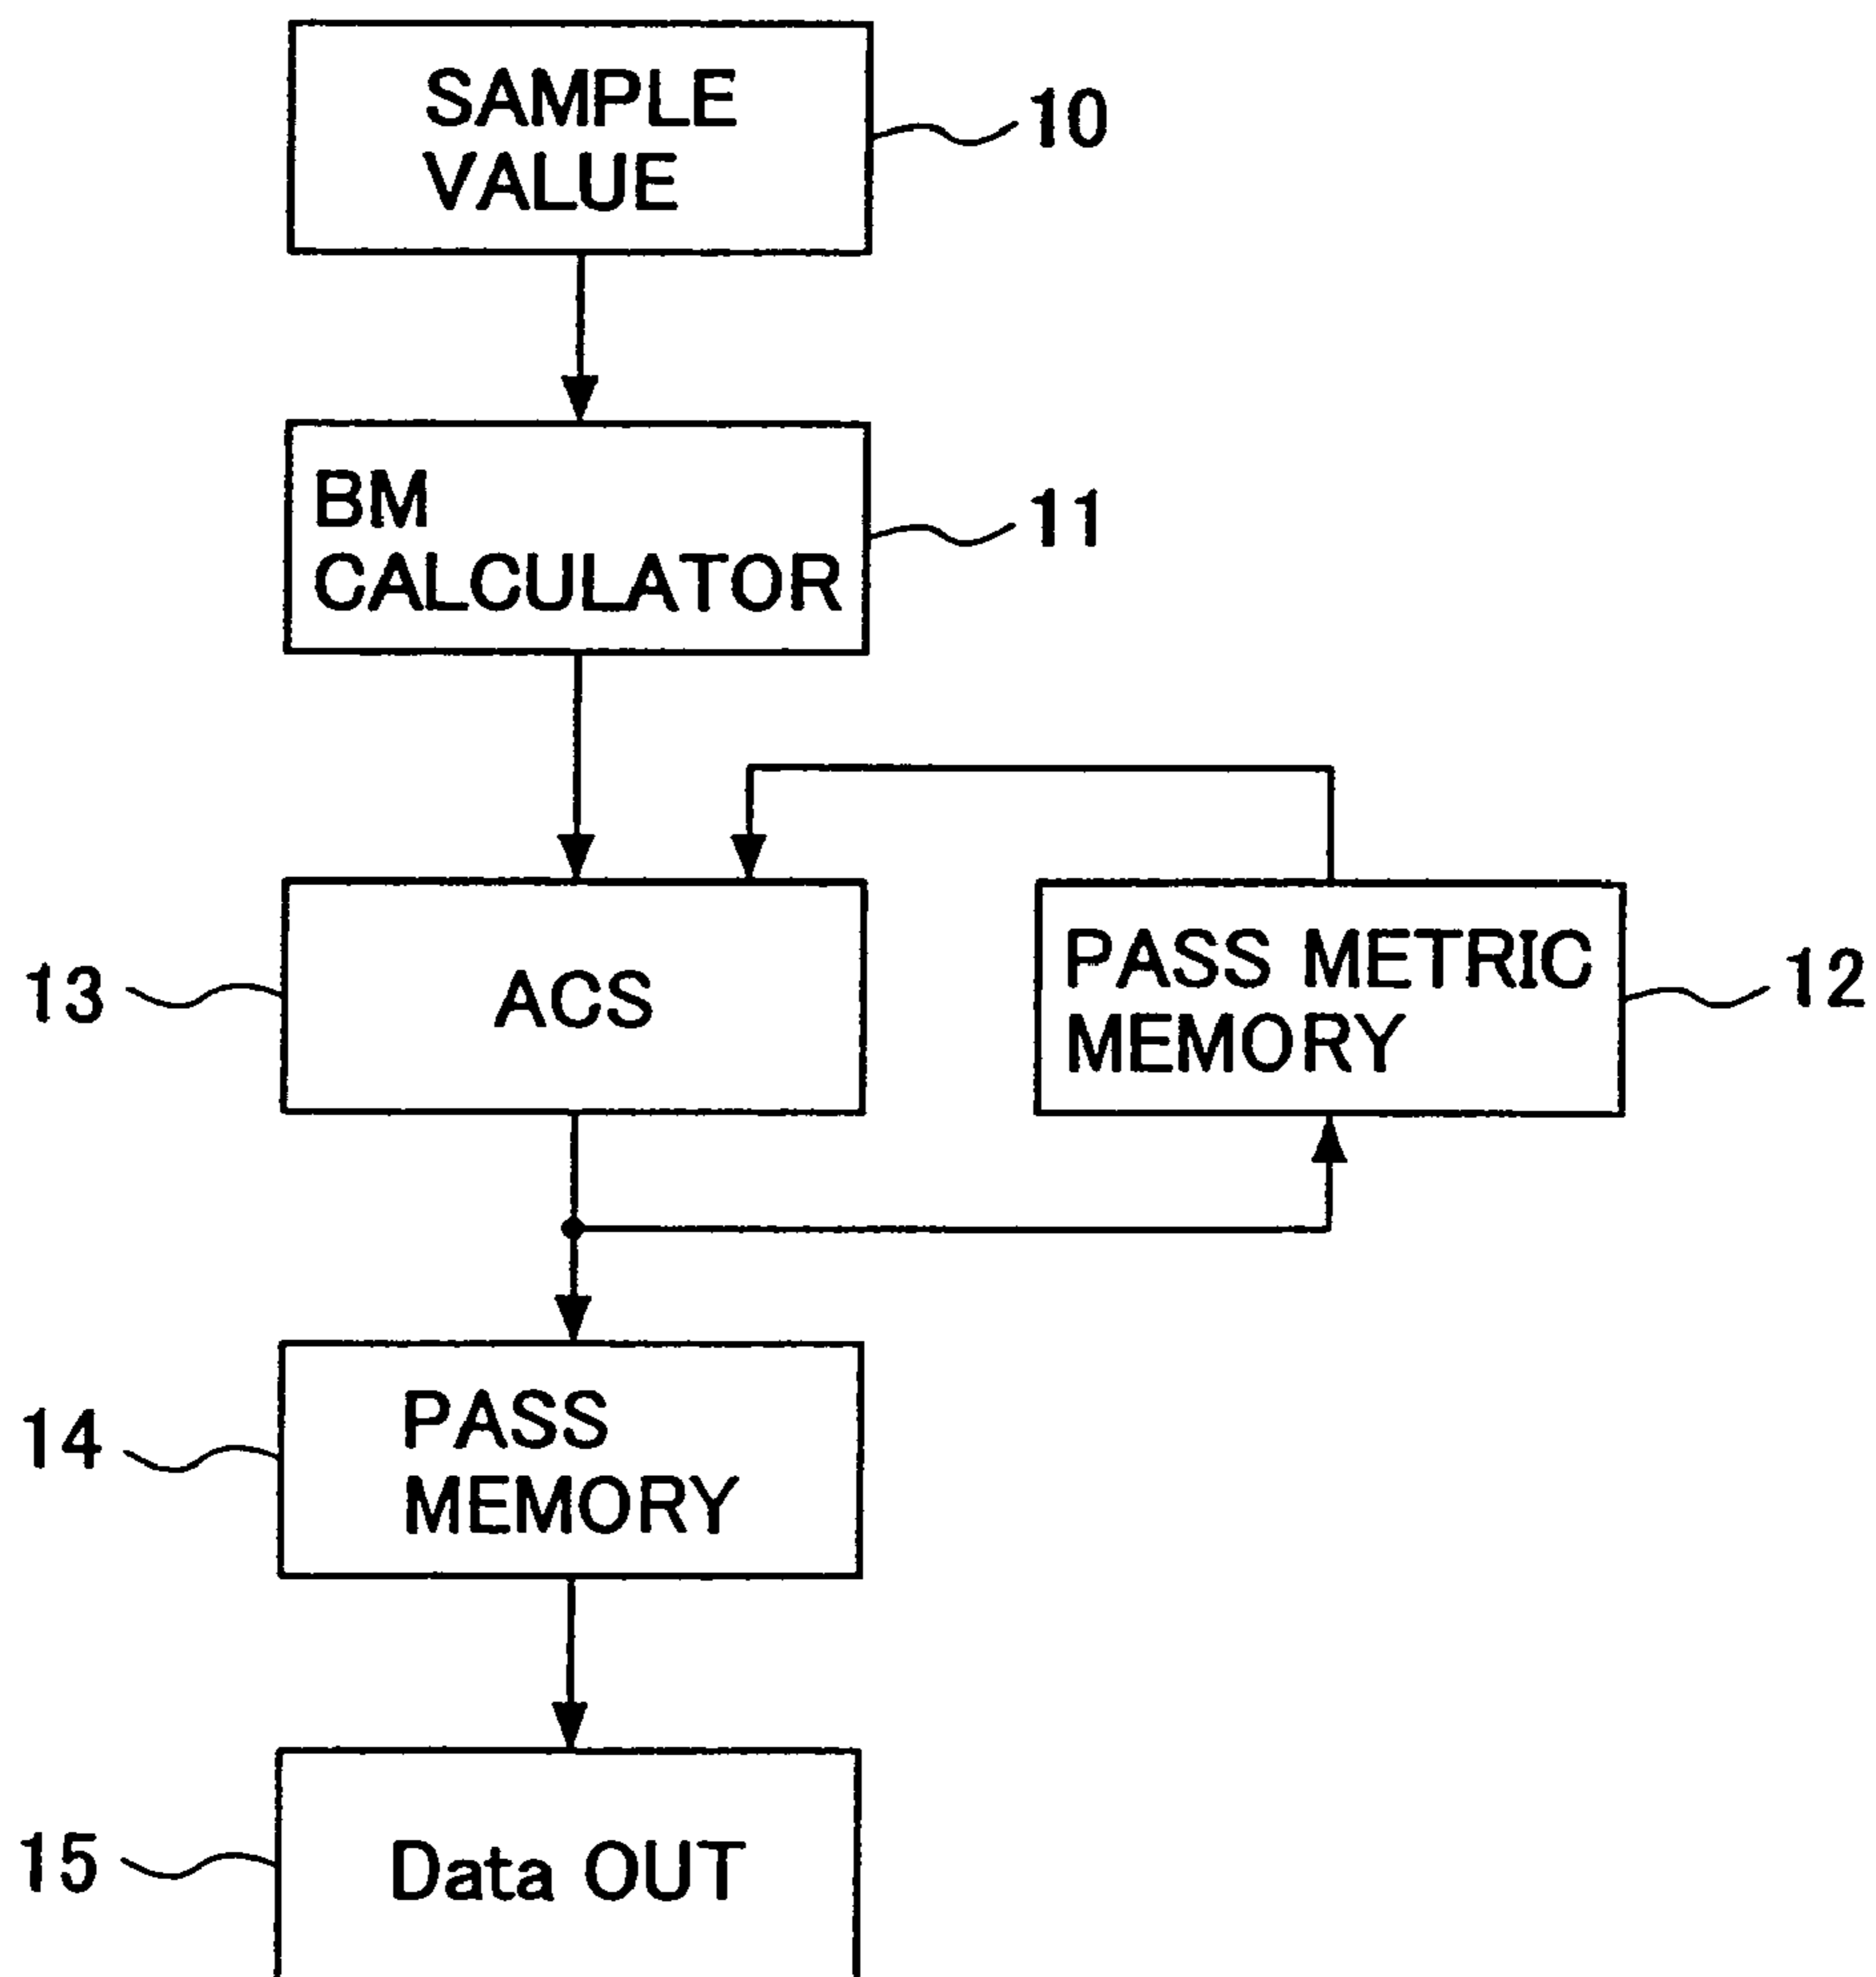 SAMPLE
VALUE
10
BM
CALCULATOR
11
13
ACS
PASS METRIC
MEMORY
12
14
PASS
MEMORY
15
Data OUT